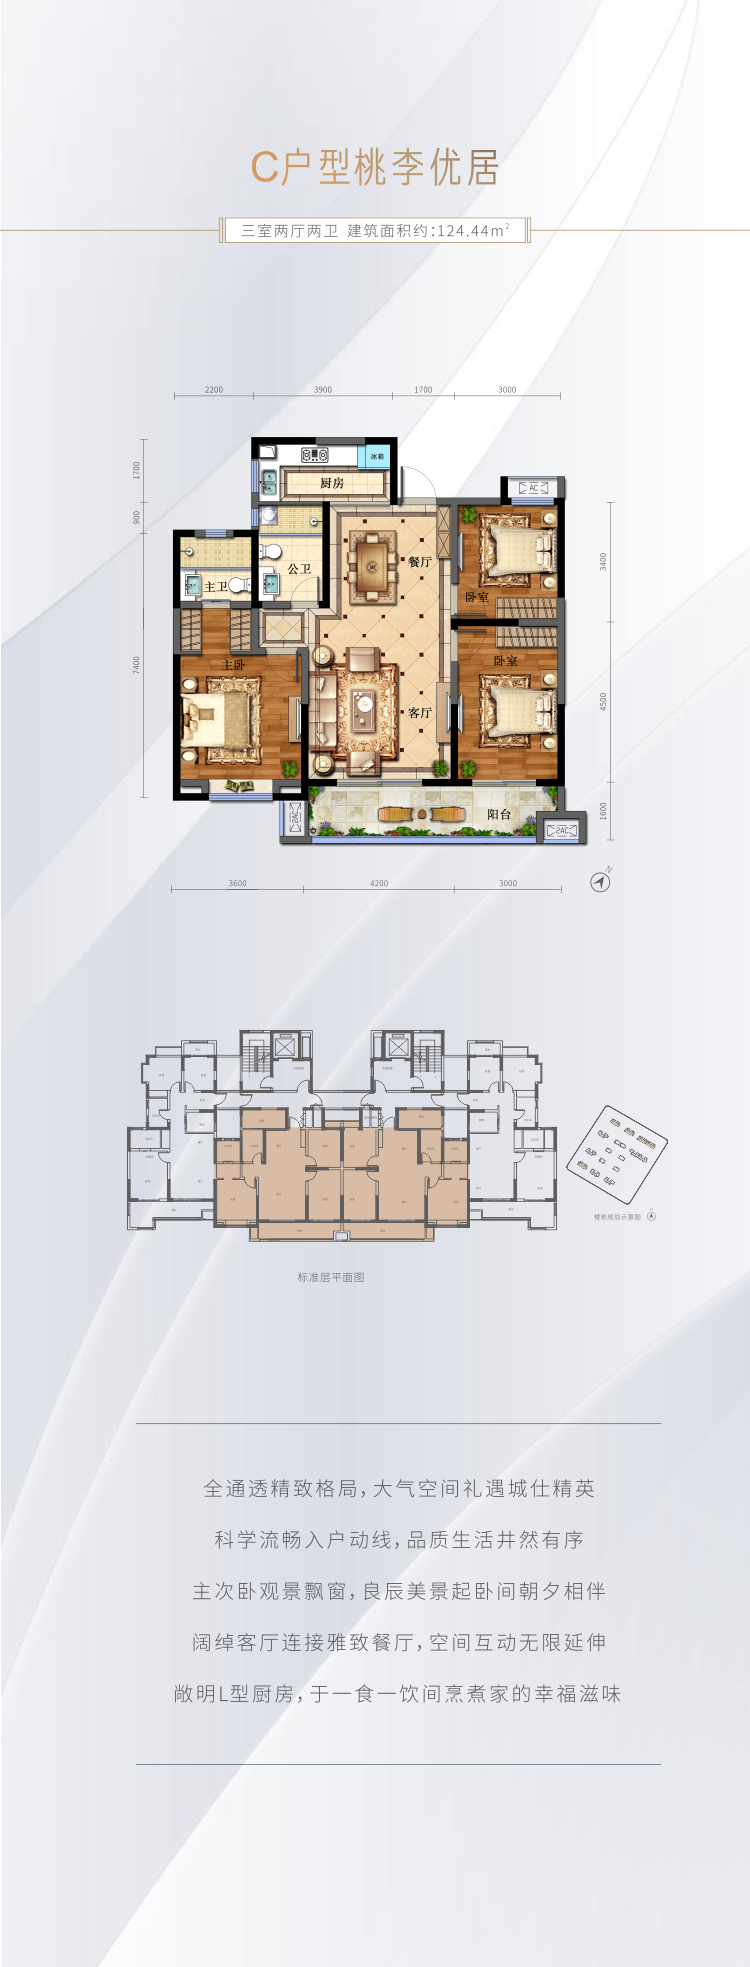 C户型桃李优居
三室两厅两卫 建筑面积约:124.44m²
2200 3900 1700 3000
1700
900
7400
3400
4500
1600
冰箱
厨房
公卫
主卫
餐厅
卧室
主卧
卧室
客厅
阳台
AC
2AC
2AC
N
3600 4200 3000
楼栋规划示意图
标准层平面图
全通透精致格局,大气空间礼遇城仕精英
科学流畅入户动线,品质生活井然有序
主次卧观景飘窗,良辰美景起卧间朝夕相伴
阔绰客厅连接雅致餐厅,空间互动无限延伸
敞明L型厨房,于一食一饮间烹煮家的幸福滋味